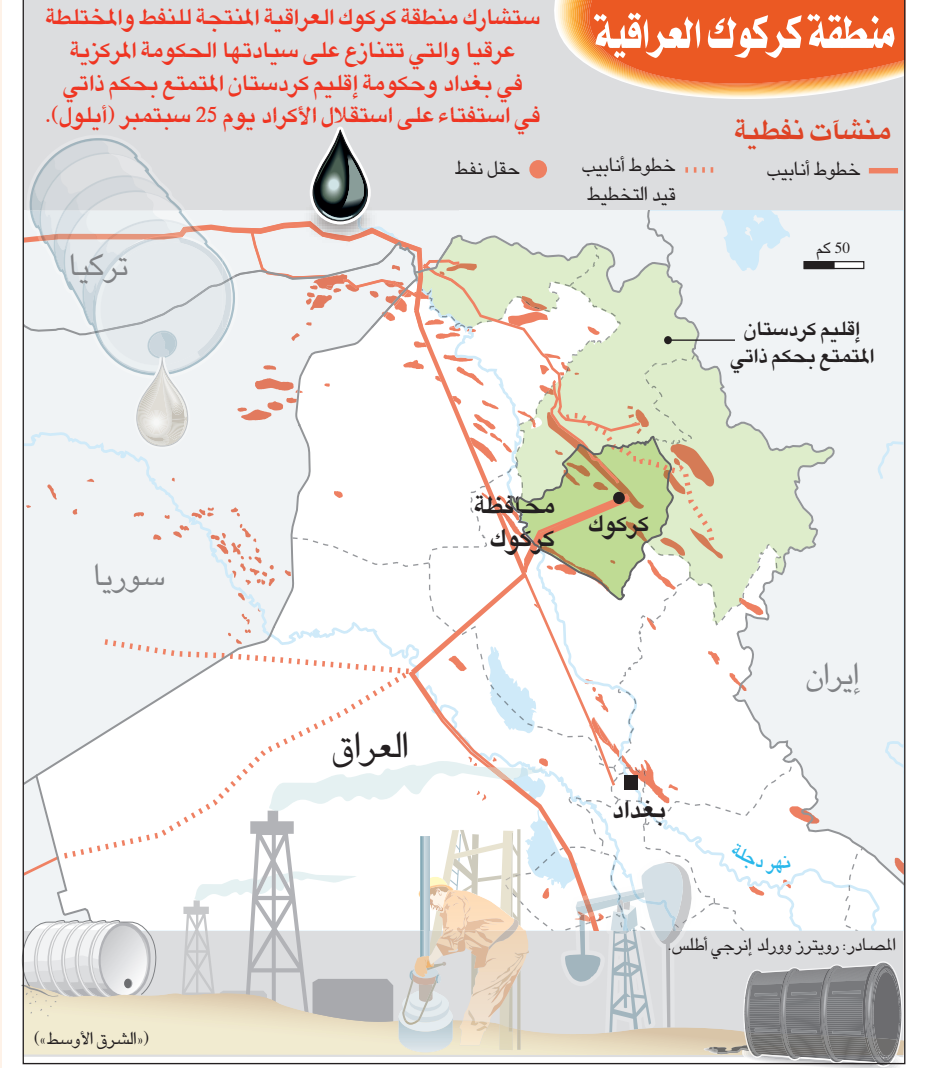 منطقة كركوك العراقية
ستشارك منطقة كركوك العراقية المنتجة للنفط والمختلطة
عرقيا والتي تتنازع على سيادتها الحكومة المركزية
في بغداد وحكومة إقليم كردستان المتمتع بحكم ذاتي
في استفتاء على استقلال الأكراد يوم 25 سبتمبر (أيلول).
منشآت نفطية
خطوط أنابيب
خطوط أنابيب
قيد التخطيط
حقل نفط
50 كم
تركيا
إقليم كردستان
المتمتع بحكم ذاتي
محافظة
كركوك
كركوك
سوريا
إيران
العراق
بغداد
نهر دجلة
المصادر: رويترز وورلد إنرجي أطلس.
(«الشرق الأوسط»)